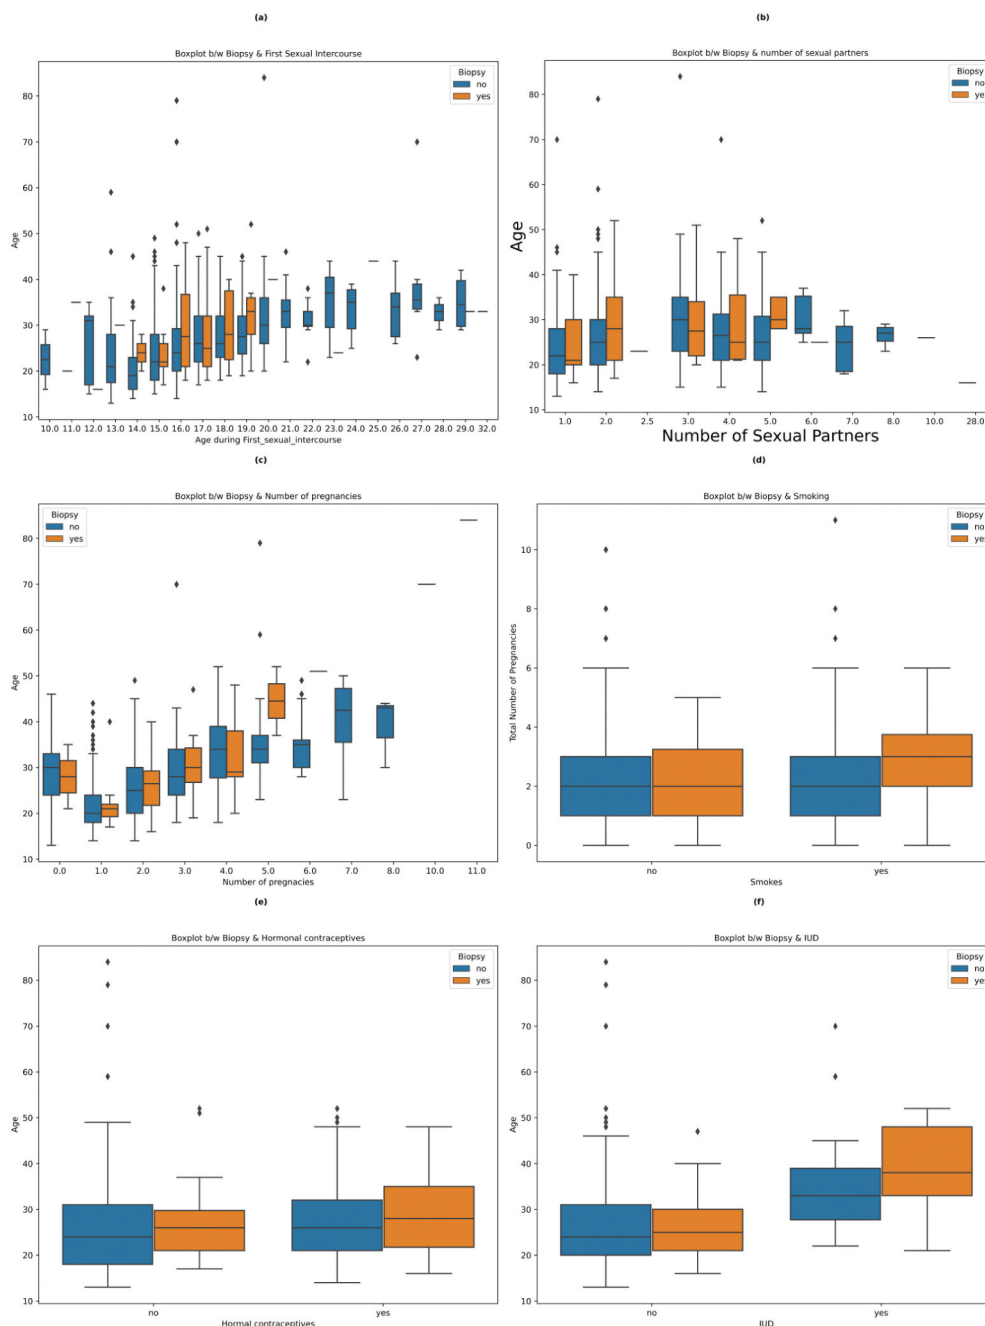 (a)
Boxplot b/w Biopsy & First Sexual Intercourse
Biopsy
no
yes
80
70
60
50
40
30
20
10
Age
10.0 11.0 12.0 13.0 14.0 15.0 16.0 17.0 18.0 19.0 20.0 21.0 22.0 23.0 24.0 25.0 26.0 27.0 28.0 29.0 32.0
Age during First_sexual_intercourse
(b)
Boxplot b/w Biopsy & number of sexual partners
Biopsy
no
yes
80
70
60
50
40
30
20
10
Age
1.0 2.0 2.5 3.0 4.0 5.0 6.0 7.0 8.0 10.0 28.0
Number of Sexual Partners
(c)
Boxplot b/w Biopsy & Number of pregnancies
Biopsy
no
yes
80
70
60
50
40
30
20
10
Age
0.0 1.0 2.0 3.0 4.0 5.0 6.0 7.0 8.0 10.0 11.0
Number of pregnacies
(d)
Boxplot b/w Biopsy & Smoking
Biopsy
no
yes
10
8
6
4
2
0
Total Number of Pregnancies
no yes
Smokes
(e)
Boxplot b/w Biopsy & Hormonal contraceptives
Biopsy
no
yes
80
70
60
50
40
30
20
10
Age
no yes
Hormal contraceptives
(f)
Boxplot b/w Biopsy & IUD
Biopsy
no
yes
80
70
60
50
40
30
20
10
Age
no yes
IUD